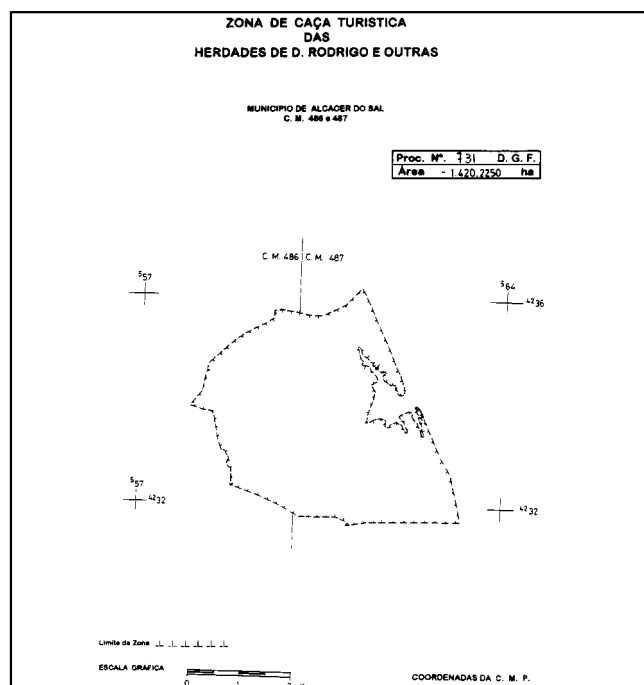 ZONA DE CAÇA TURISTICA
DAS
HERDADES DE D. RODRIGO E OUTRAS
MUNICIPIO DE ALCACER DO SAL
C. M. 486 e 487
Proc. Nº. 731 D. G. F.
Área - 1.420,2250 ha
C. M. 486 C. M. 487
557
564
4236
557
4232
4232
Limite da Zona
ESCALA GRAFICA
0 1 2
COORDENADAS DA C. M. P.